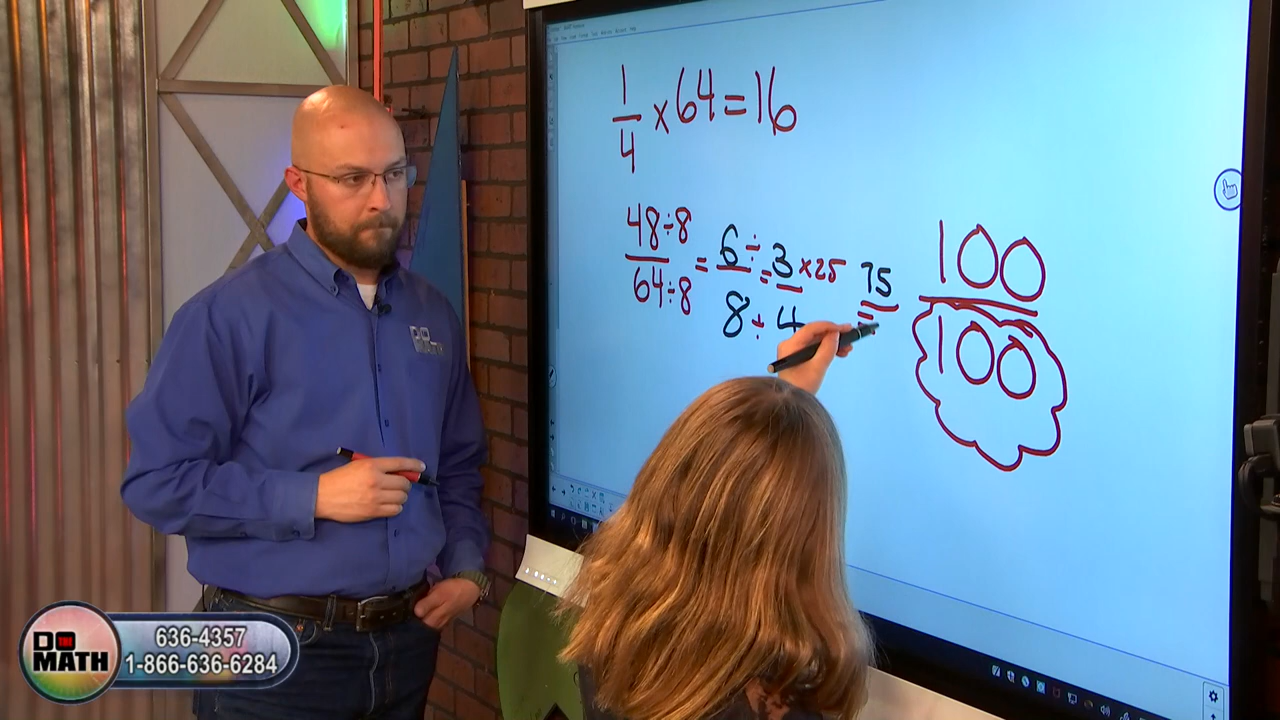 1/4 × 64 = 16
48÷8 / 64÷8 = 6÷ / 8÷ = 3×25 / 4 = 75
100
100
DO THE MATH
636-4357
1-866-636-6284